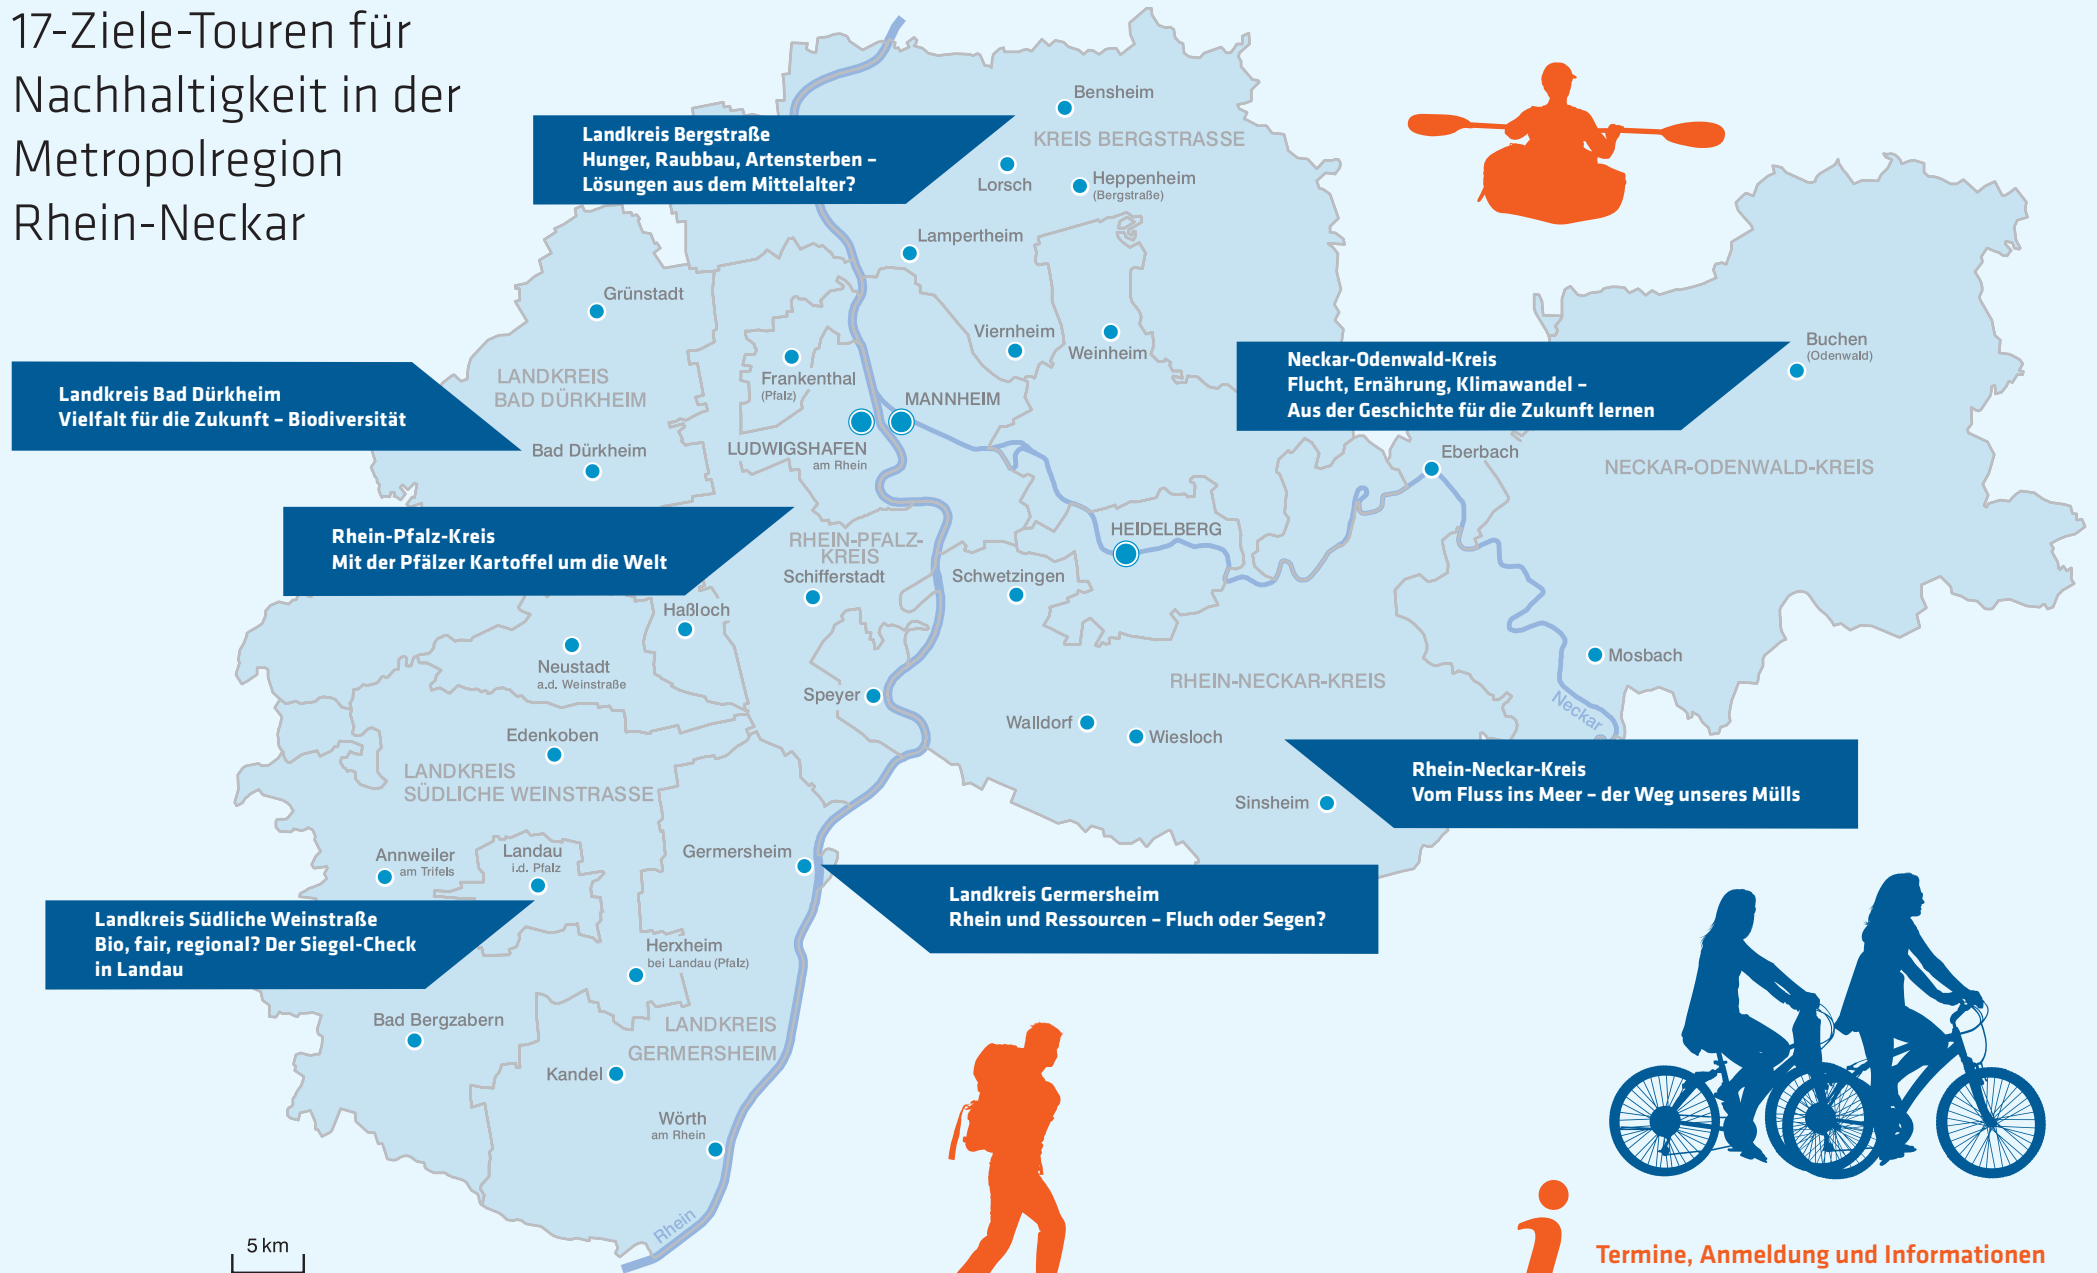 17-Ziele-Touren für
Nachhaltigkeit in der
Metropolregion
Rhein-Neckar
Bensheim
KREIS BERGSTRASSE
Landkreis Bergstraße
Hunger, Raubbau, Artensterben –
Lösungen aus dem Mittelalter?
Lorsch
Heppenheim
(Bergstraße)
Lampertheim
Grünstadt
Viernheim
Weinheim
Buchen
(Odenwald)
Neckar-Odenwald-Kreis
Flucht, Ernährung, Klimawandel –
Aus der Geschichte für die Zukunft lernen
LANDKREIS
BAD DÜRKHEIM
Frankenthal
(Pfalz)
MANNHEIM
Landkreis Bad Dürkheim
Vielfalt für die Zukunft – Biodiversität
Bad Dürkheim
LUDWIGSHAFEN
am Rhein
Eberbach
NECKAR-ODENWALD-KREIS
Rhein-Pfalz-Kreis
Mit der Pfälzer Kartoffel um die Welt
RHEIN-PFALZ-
KREIS
HEIDELBERG
Schifferstadt
Schwetzingen
Haßloch
Neustadt
a.d. Weinstraße
Mosbach
Speyer
RHEIN-NECKAR-KREIS
Neckar
Walldorf
Wiesloch
Edenkoben
LANDKREIS
SÜDLICHE WEINSTRASSE
Rhein-Neckar-Kreis
Vom Fluss ins Meer – der Weg unseres Mülls
Sinsheim
Annweiler
am Trifels
Landau
i.d. Pfalz
Germersheim
Landkreis Germersheim
Rhein und Ressourcen – Fluch oder Segen?
Landkreis Südliche Weinstraße
Bio, fair, regional? Der Siegel-Check
in Landau
Herxheim
bei Landau (Pfalz)
Bad Bergzabern
LANDKREIS
GERMERSHEIM
Kandel
Wörth
am Rhein
Rhein
5 km
i
Termine, Anmeldung und Informationen